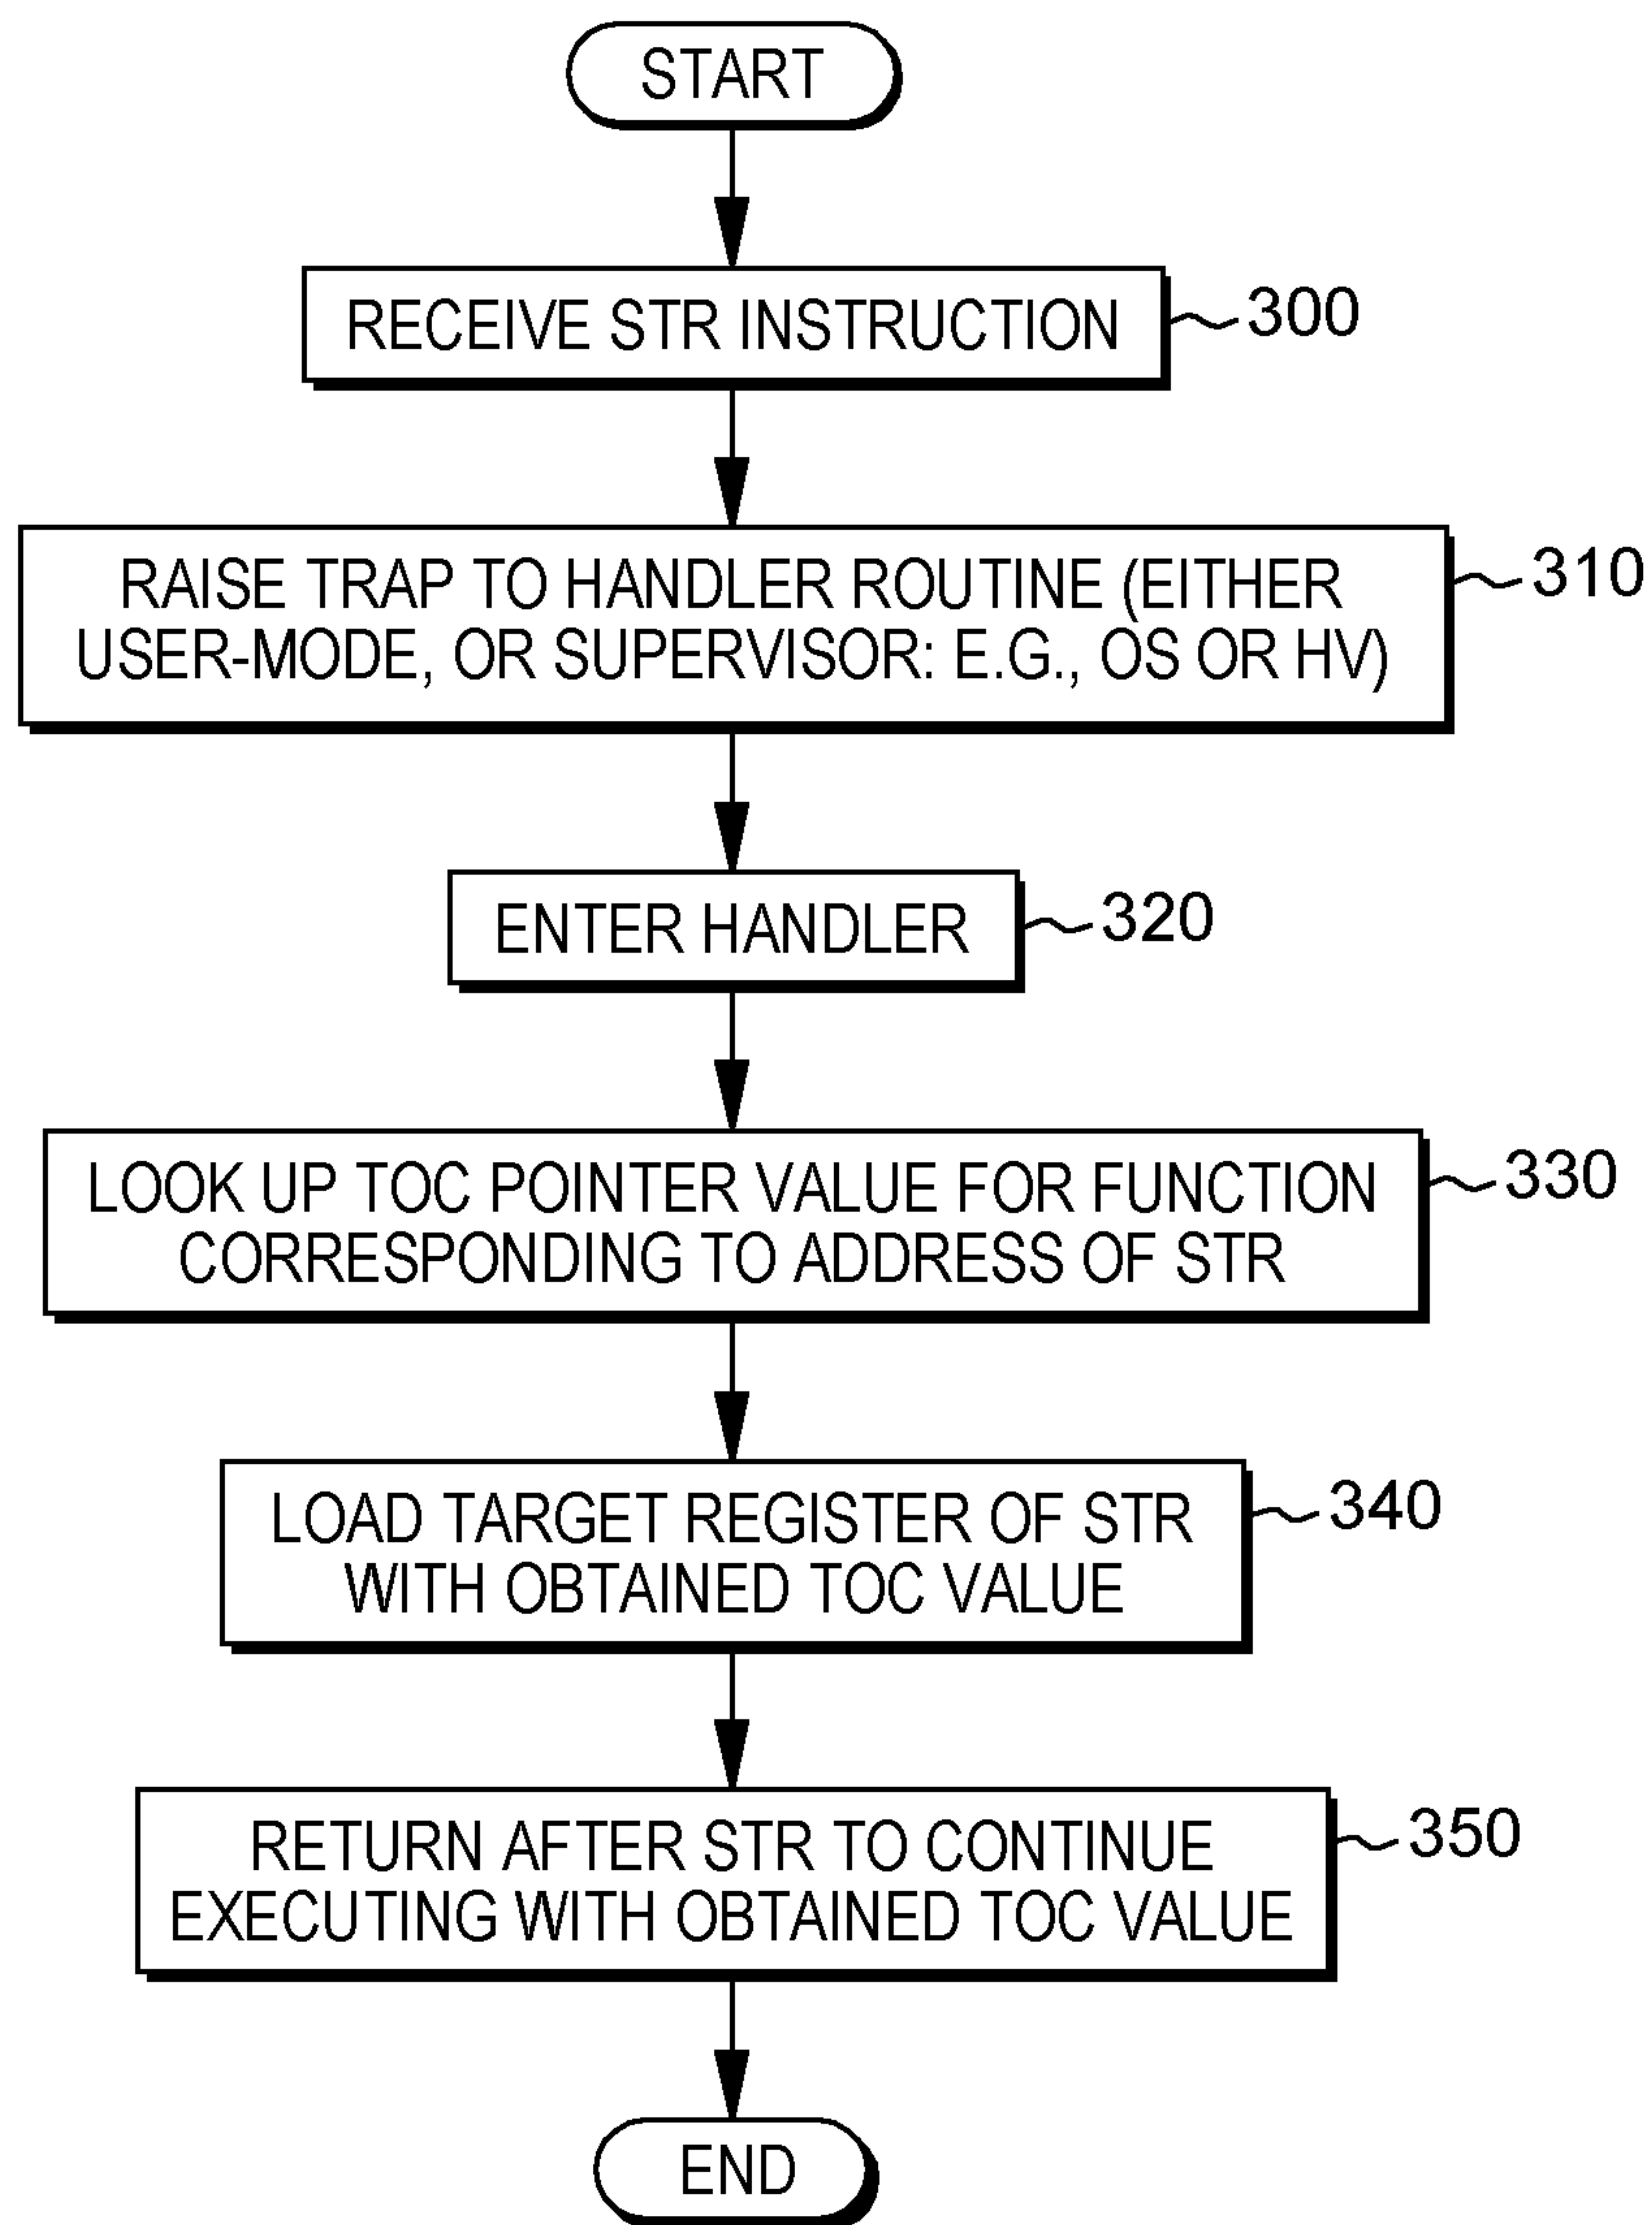 START
RECEIVE STR INSTRUCTION
300
RAISE TRAP TO HANDLER ROUTINE (EITHER
USER-MODE, OR SUPERVISOR: E.G., OS OR HV)
310
ENTER HANDLER
320
LOOK UP TOC POINTER VALUE FOR FUNCTION
CORRESPONDING TO ADDRESS OF STR
330
LOAD TARGET REGISTER OF STR
WITH OBTAINED TOC VALUE
340
RETURN AFTER STR TO CONTINUE
EXECUTING WITH OBTAINED TOC VALUE
350
END